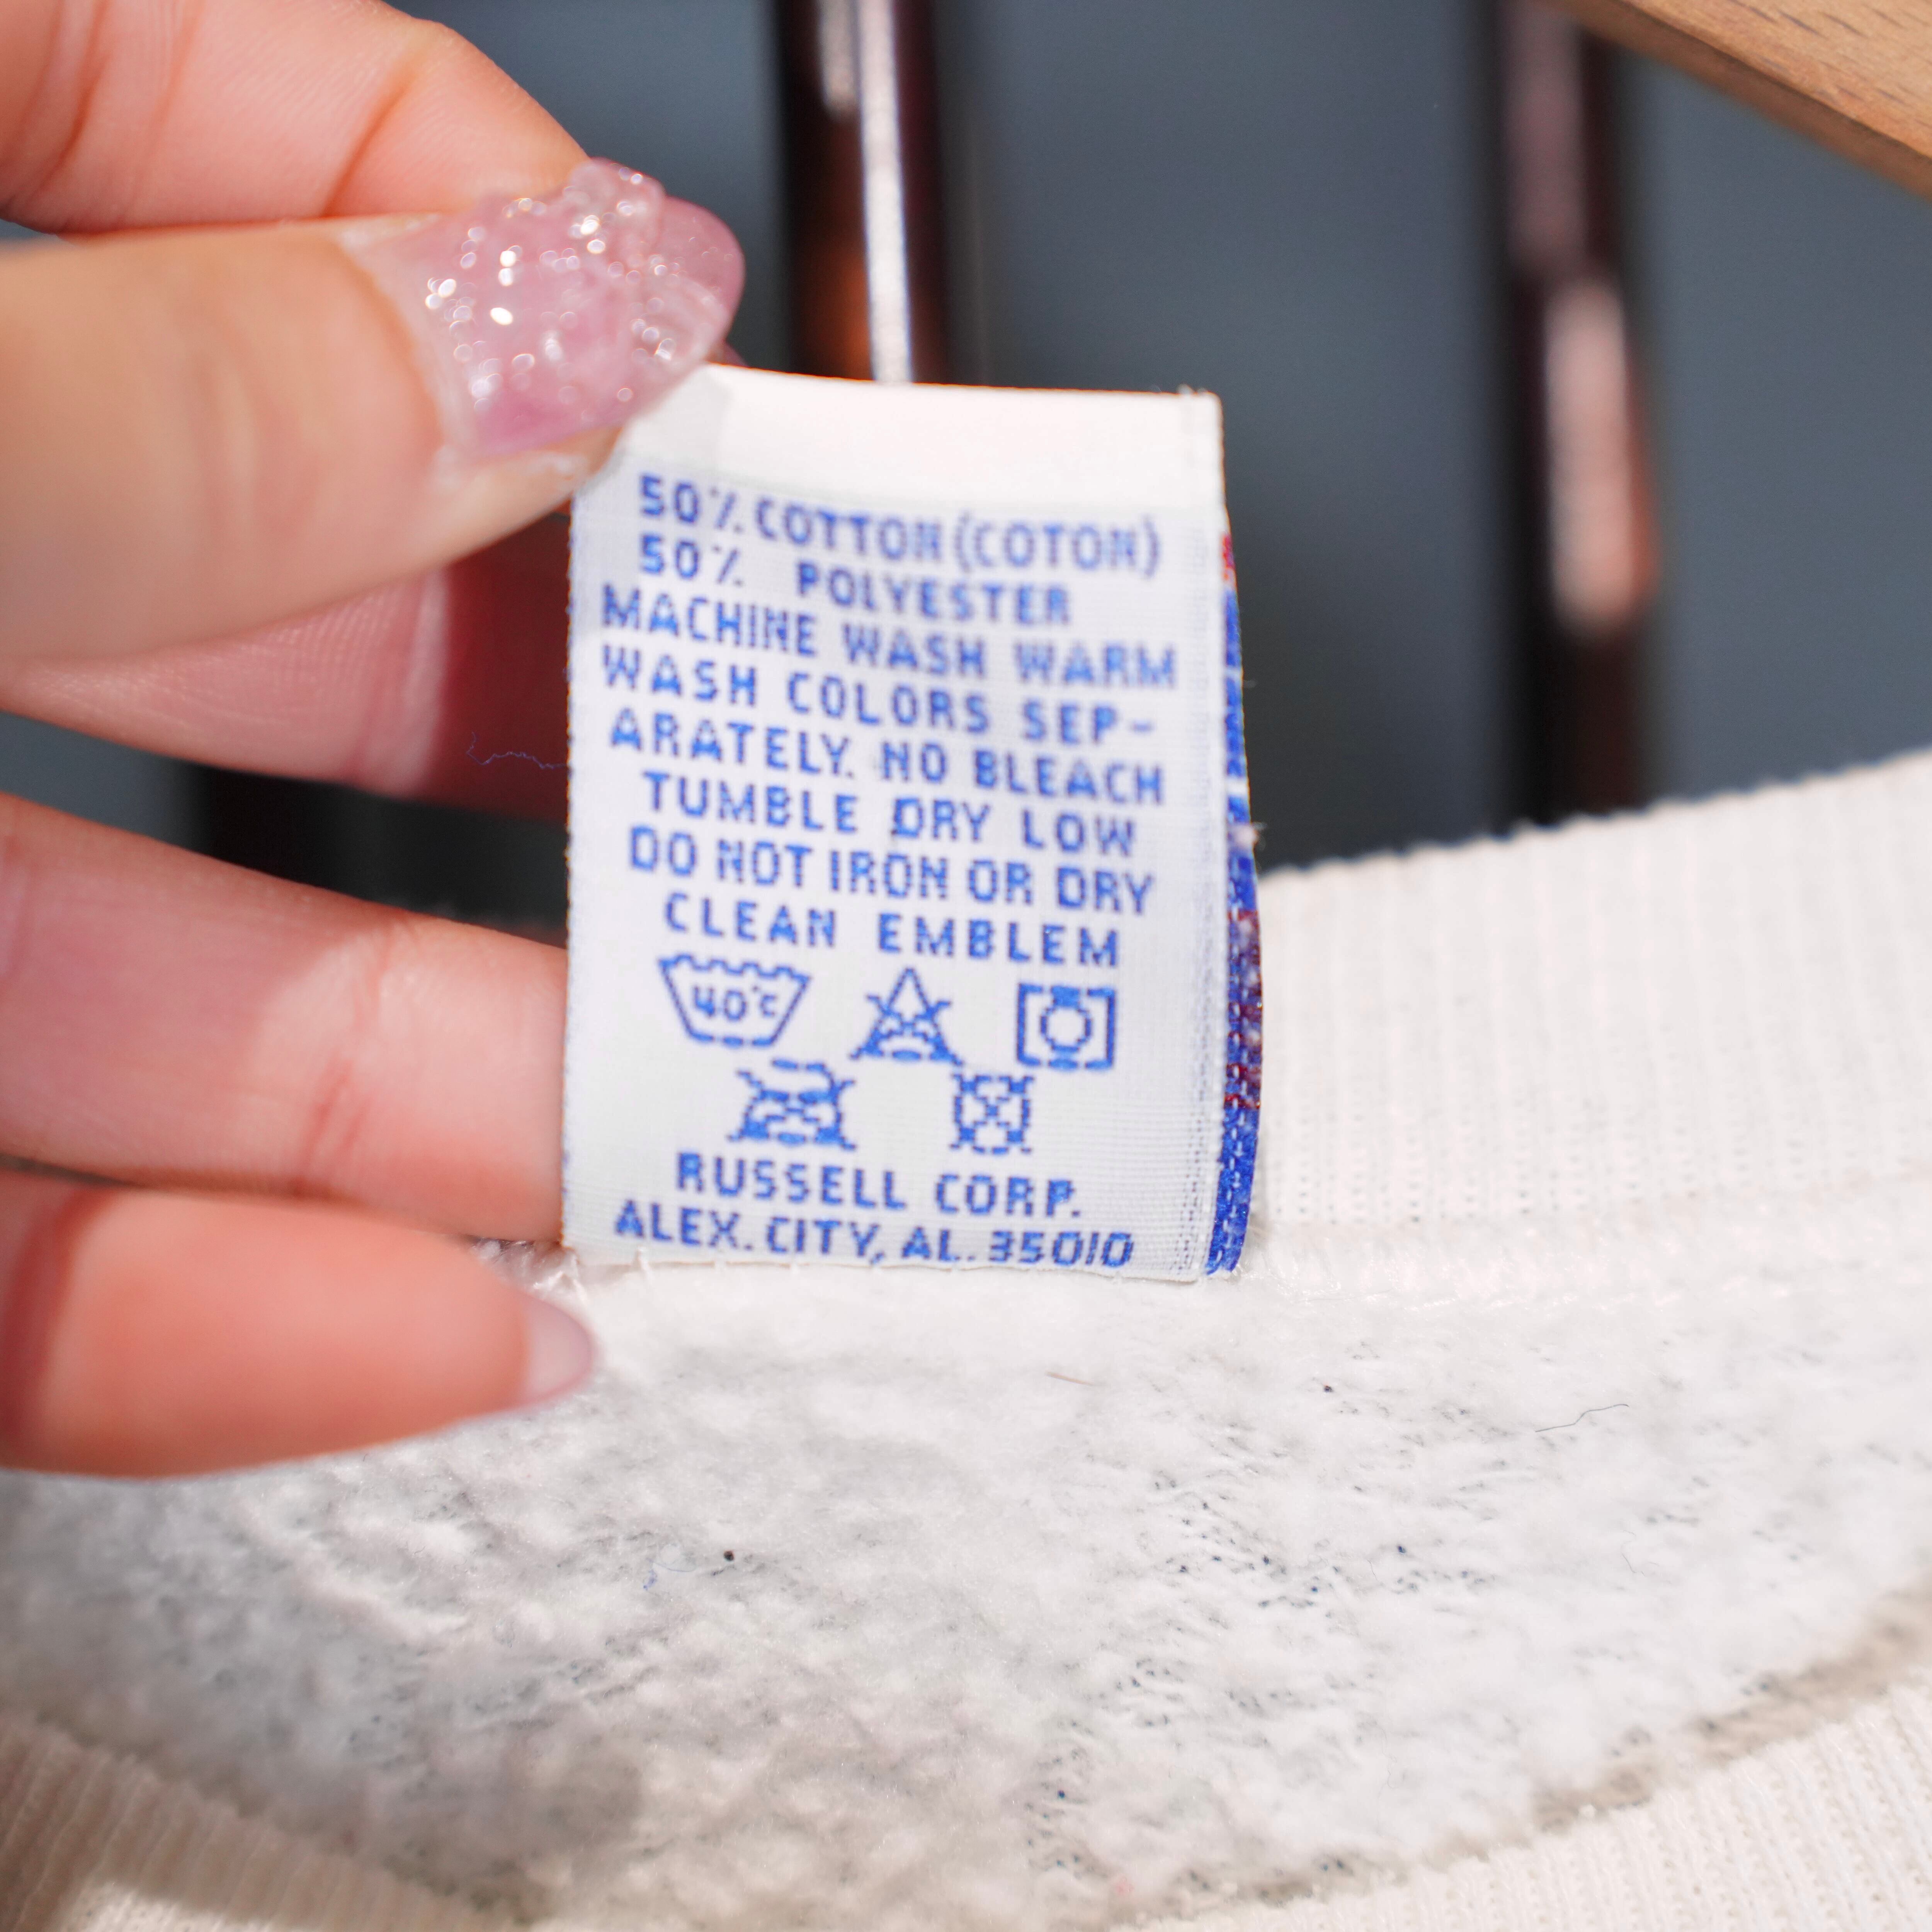 50% COTTON (COTON)
50% POLYESTER
MACHINE WASH WARM
WASH COLORS SEP-
ARATELY. NO BLEACH
TUMBLE DRY LOW
DO NOT IRON OR DRY
CLEAN EMBLEM
40°C
RUSSELL CORP.
ALEX. CITY, AL. 35010